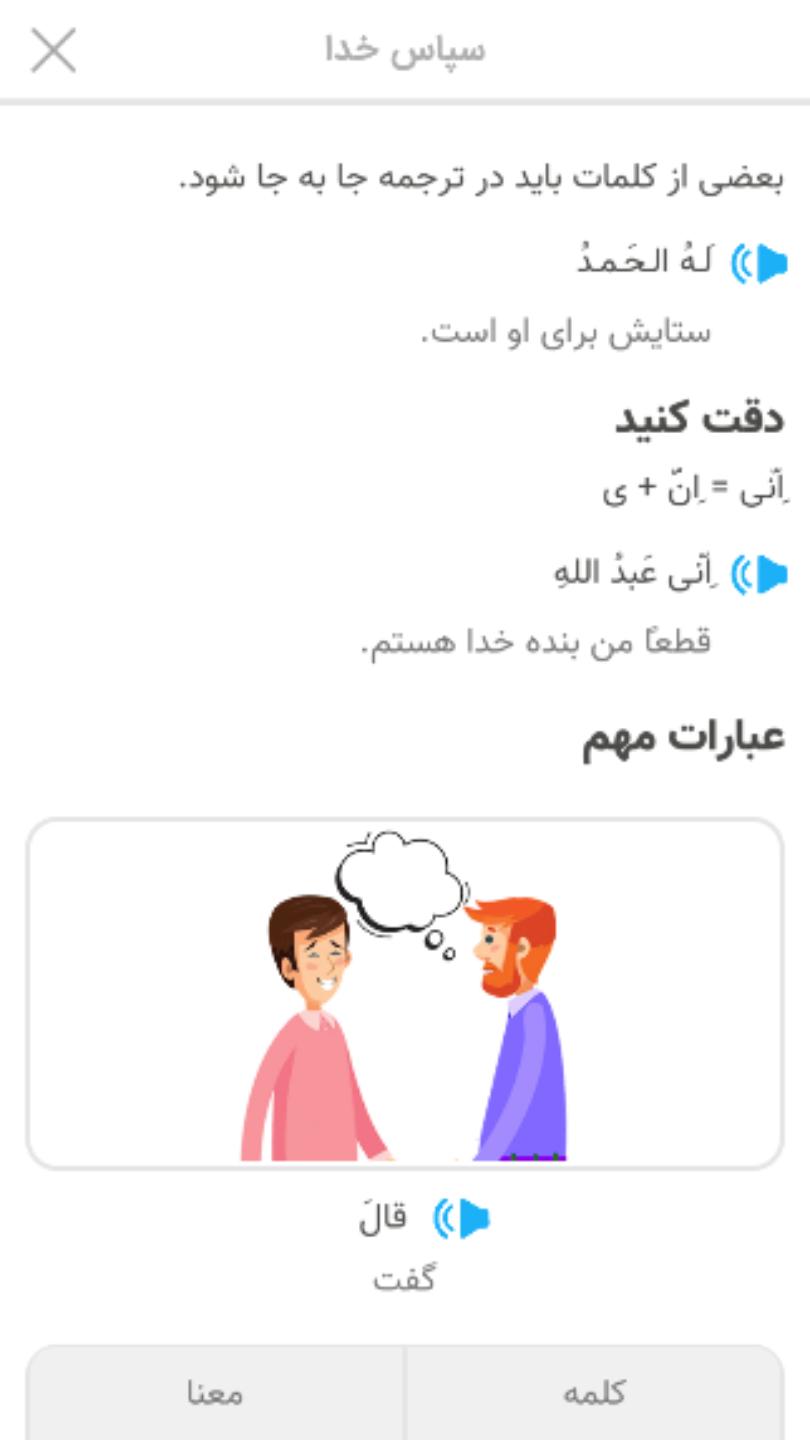 سپاس خدا
بعضی از کلمات باید در ترجمه جا به جا شود.
لَهُ الحَمدُ
ستایش برای او است.
دقت کنید
اِنّی = اِنّ + ی
اِنّی عَبدُ اللهِ
قطعاً من بنده خدا هستم.
عبارات مهم
قالَ
گفت
کلمه
معنا